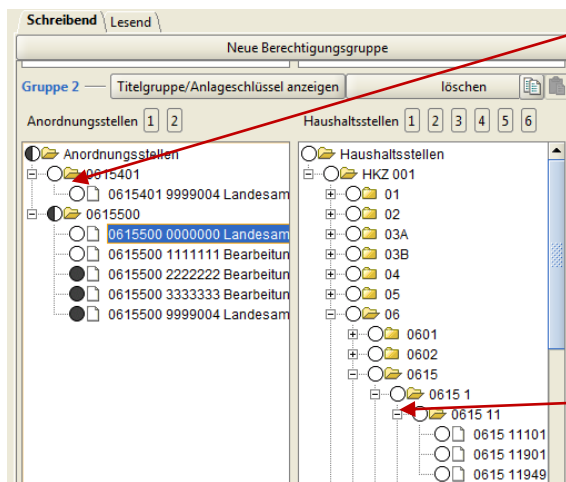 Schreibend Lesend
Neue Berechtigungsgruppe
Gruppe 2 Titelgruppe/Anlageschlüssel anzeigen löschen
Anordnungsstellen 1 2 Haushaltsstellen 1 2 3 4 5 6
Anordnungsstellen
0615401
0615401 9999004 Landesam
0615500
0615500 0000000 Landesam
0615500 1111111 Bearbeitun
0615500 2222222 Bearbeitun
0615500 3333333 Bearbeitun
0615500 9999004 Landesam
Haushaltsstellen
HKZ 001
01
02
03A
03B
04
05
06
0601
0602
0615
0615 1
0615 11
0615 11101
0615 11901
0615 11949